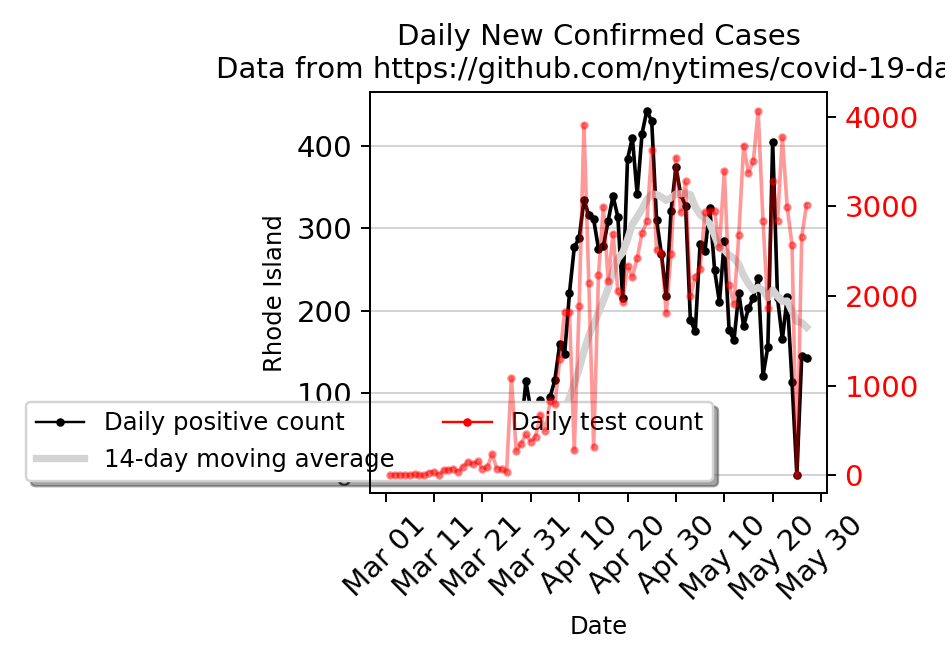 Daily New Confirmed Cases
Data from https://github.com/nytimes/covid-19-da
400
300
200
100
4000
3000
2000
1000
0
Rhode Island
Daily positive count
14-day moving average
Daily test count
Mar 01
Mar 11
Mar 21
Mar 31
Apr 10
Apr 20
Apr 30
May 10
May 20
May 30
Date